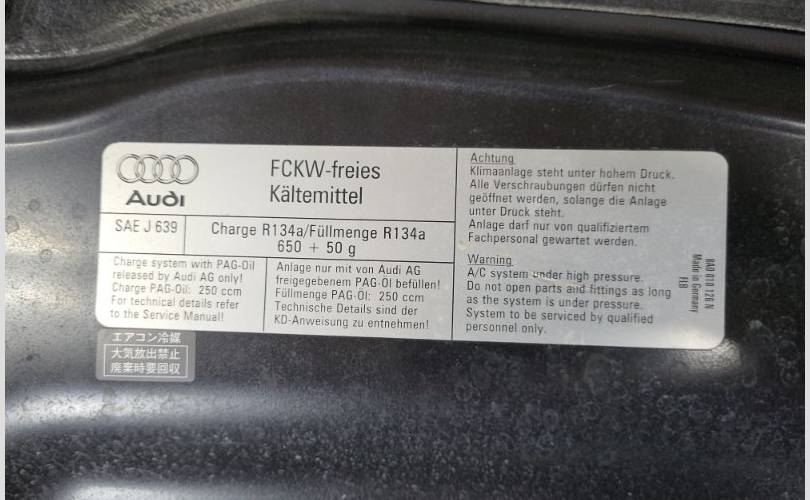 Audi
FCKW-freies
Kältemittel
SAE J 639
Charge R134a/Füllmenge R134a
650 + 50 g
Charge system with PAG-Oil
released by Audi AG only!
Charge PAG-Oil: 250 ccm
For technical details refer
to the Service Manual!
Anlage nur mit von Audi AG
freigegebenem PAG-Öl befüllen!
Füllmenge PAG-Öl: 250 ccm
Technische Details sind der
KD-Anweisung zu entnehmen!
Achtung
Klimaanlage steht unter hohem Druck.
Alle Verschraubungen dürfen nicht
geöffnet werden, solange die Anlage
unter Druck steht.
Anlage darf nur von qualifiziertem
Fachpersonal gewartet werden.
Warning
A/C system under high pressure.
Do not open parts and fittings as long
as the system is under pressure.
System to be serviced by qualified
personnel only.
8A0 010 126 N
Made in Germany
エアコン冷媒
大気放出禁止
廃棄時要回収